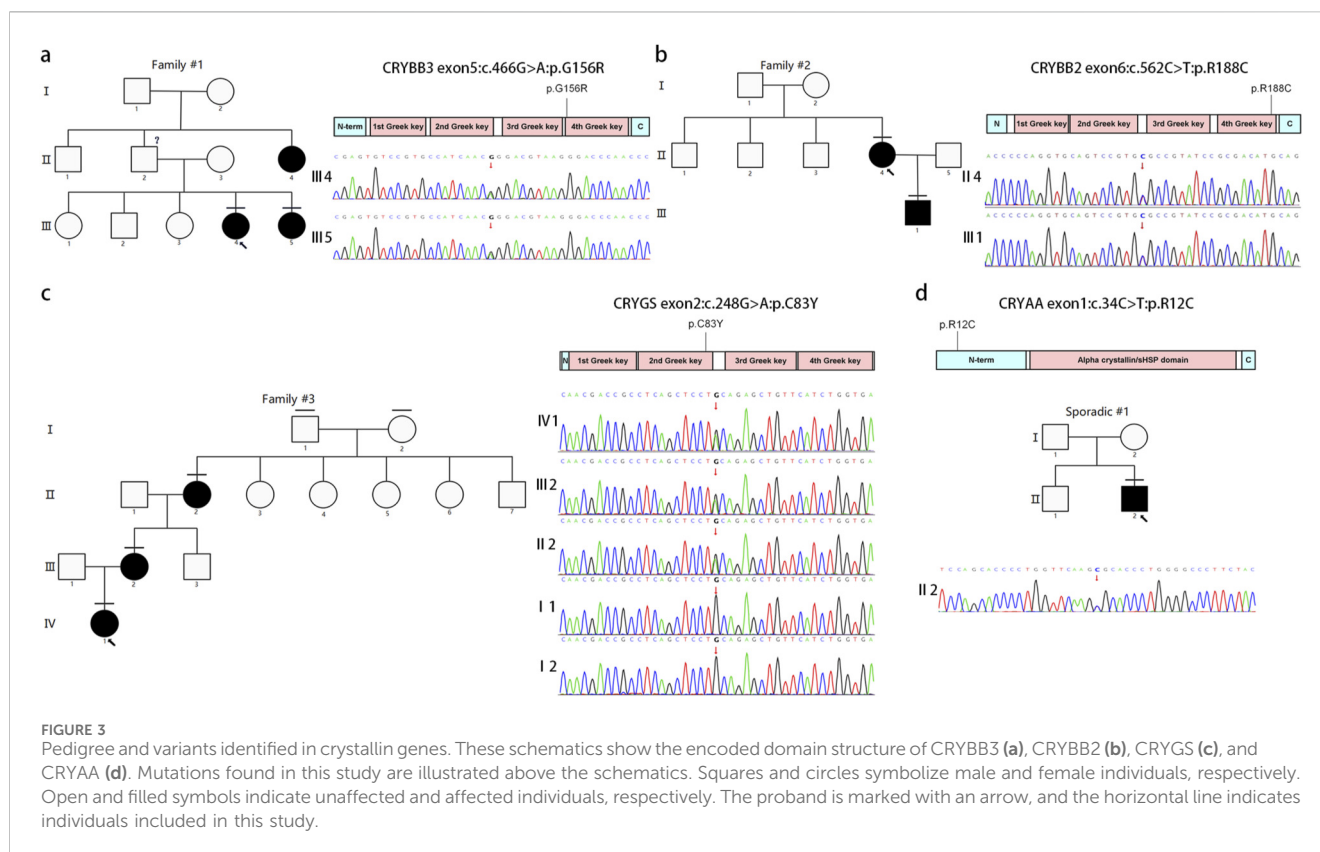 a
Family #1
CRYBB3 exon5:c.466G>A:p.G156R
p.G156R
N-term 1st Greek key 2nd Greek key 3rd Greek key 4th Greek key C
I
1 2
?
II
1 2 3 4
III
1 2 3 4 5
CGAGTGTCCGTGCCATCAACGGGACGTAAGGGACCCAACCC
III 4
CGAGTGTCCGTGCCATCAACGGGACGTAAGGGACCCAACCC
III 5
b
Family #2
CRYBB2 exon6:c.562C>T:p.R188C
p.R188C
N 1st Greek key 2nd Greek key 3rd Greek key 4th Greek key C
I
1 2
II
1 2 3 4 5
III
1
ACCCCCAGGTGCAGTCCGTGCGCCGTATCCGCGACATGCAG
II 4
ACCCCCAGGTGCAGTCCGTGCGCCGTATCCGCGACATGCAG
III 1
c
CRYGS exon2:c.248G>A:p.C83Y
p.C83Y
N 1st Greek key 2nd Greek key 3rd Greek key 4th Greek key
Family #3
I
1 2
II
1 2 3 4 5 6 7
III
1 2 3
IV
1
CAACGACCGCCTCAGCTCCTGCAGAGCTGTTCATCTGGTGA
IV 1
CAACGACCGCCTCAGCTCCTGCAGAGCTGTTCATCTGGTGA
III 2
CAACGACCGCCTCAGCTCCTGCAGAGCTGTTCATCTGGTGA
II 2
CAACGACCGCCTCAGCTCCTGCAGAGCTGTTCATCTGGTGA
I 1
CAACGACCGCCTCAGCTCCTGCAGAGCTGTTCATCTGGTGA
I 2
d
CRYAA exon1:c.34C>T:p.R12C
p.R12C
N-term Alpha crystallin/sHSP domain C
Sporadic #1
I
1 2
II
1 2
TCCAGCACCCCTGGTTCAAGCGCACCCTGGGGCCCTTCTAC
II 2
FIGURE 3
Pedigree and variants identified in crystallin genes. These schematics show the encoded domain structure of CRYBB3 (a), CRYBB2 (b), CRYGS (c), and
CRYAA (d). Mutations found in this study are illustrated above the schematics. Squares and circles symbolize male and female individuals, respectively.
Open and filled symbols indicate unaffected and affected individuals, respectively. The proband is marked with an arrow, and the horizontal line indicates
individuals included in this study.